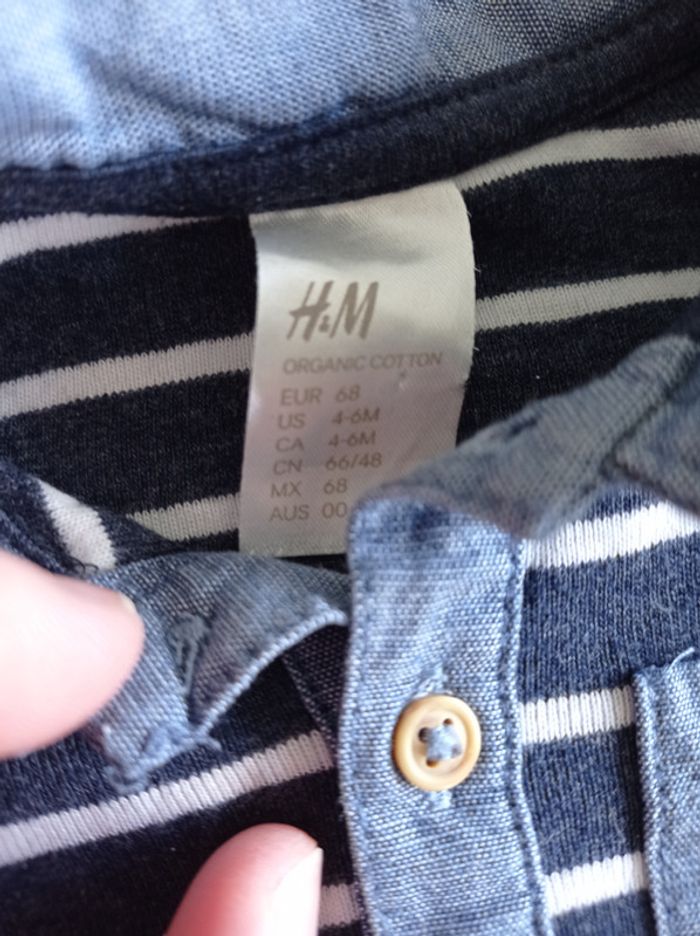 H&M
ORGANIC COTTON
EUR 68
US 4-6M
CA 4-6M
CN 66/48
MX 68
AUS 00